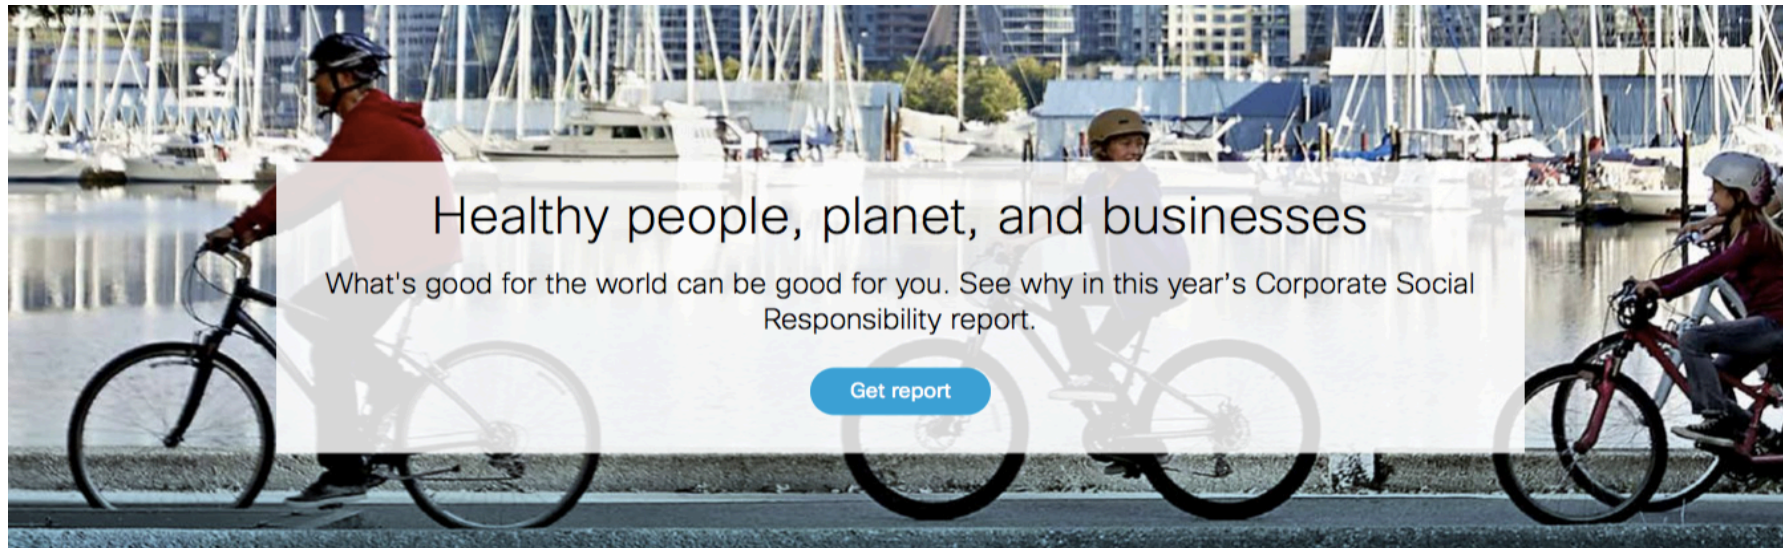 Healthy people, planet, and businesses
What's good for the world can be good for you. See why in this year’s Corporate Social
Responsibility report.
Get report